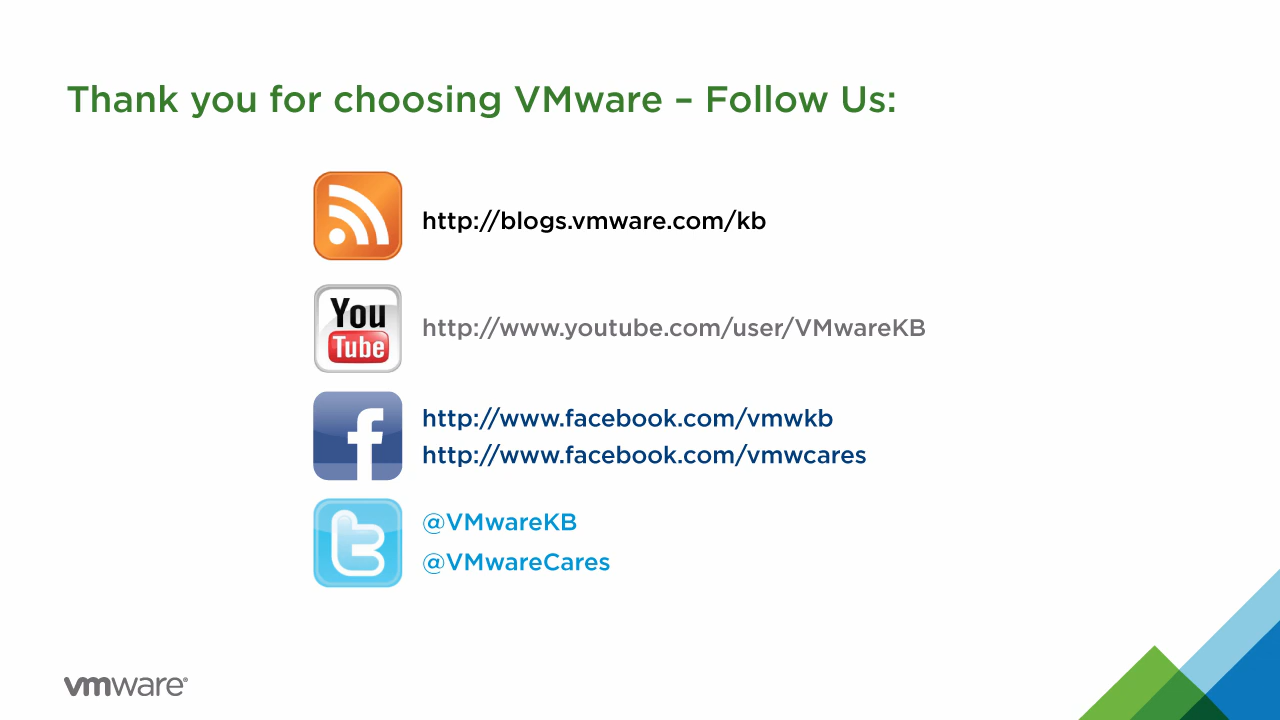 Thank you for choosing VMware – Follow Us:
http://blogs.vmware.com/kb
You
Tube
http://www.youtube.com/user/VMwareKB
f
http://www.facebook.com/vmwkb
http://www.facebook.com/vmwcares
t
@VMwareKB
@VMwareCares
vmware®